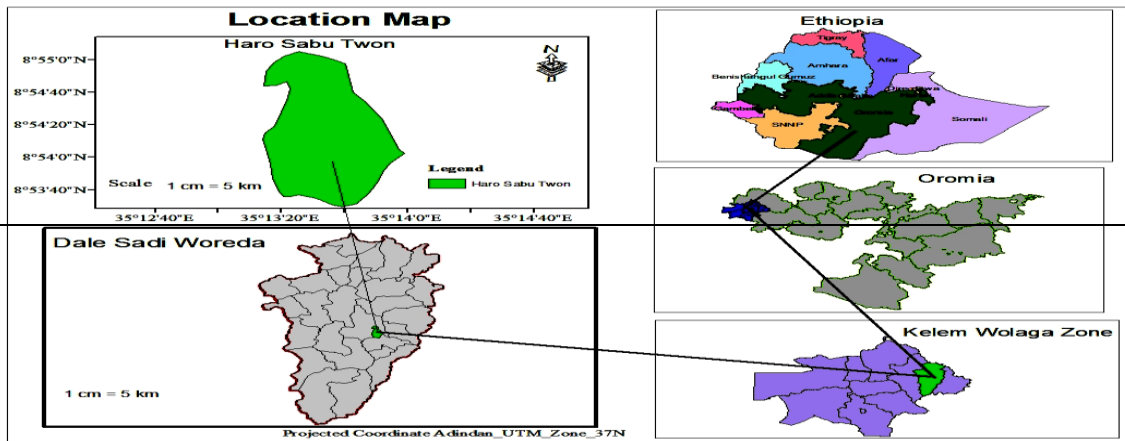 Location Map
Haro Sabu Twon
8°55'0"N
8°54'40"N
8°54'20"N
8°54'0"N
8°53'40"N
N
Legend
Haro Sabu Twon
Scale 1 cm = 5 km
35°12'40"E 35°13'20"E 35°14'0"E 35°14'40"E
Ethiopia
Tigray
Amhara
Afar
Benishangul Gumuz
SNNP
Oromia
Somali
Oromia
Dale Sadi Woreda
1 cm = 5 km
Kelem Wolaga Zone
Projected Coordinate Adindan_UTM_Zone_37N